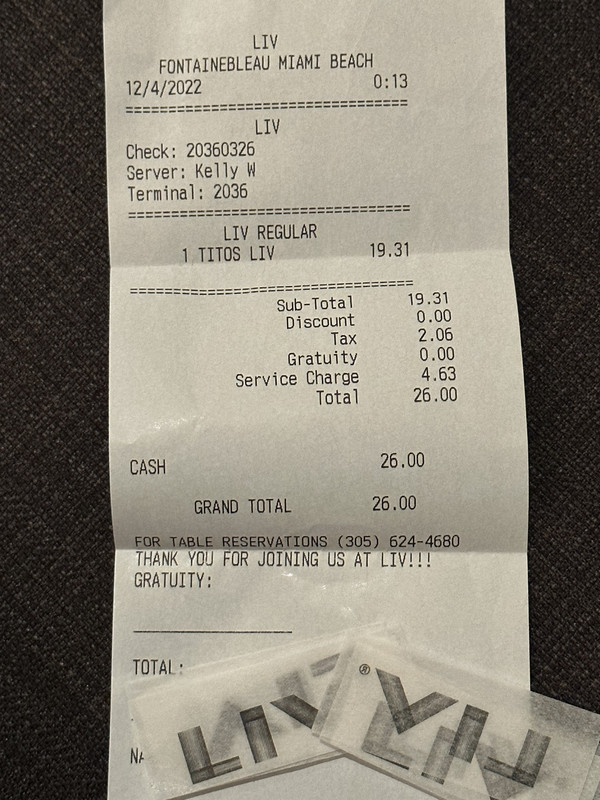 LIV
FONTAINEBLEAU MIAMI BEACH
12/4/2022 0:13
================================
LIV
Check: 20360326
Server: Kelly W
Terminal: 2036
================================
LIV REGULAR
1 TITOS LIV 19.31
================================
Sub-Total 19.31
Discount 0.00
Tax 2.06
Gratuity 0.00
Service Charge 4.63
Total 26.00
CASH 26.00
GRAND TOTAL 26.00
FOR TABLE RESERVATIONS (305) 624-4680
THANK YOU FOR JOINING US AT LIV!!!
GRATUITY:
TOTAL:
LIV
LIV®